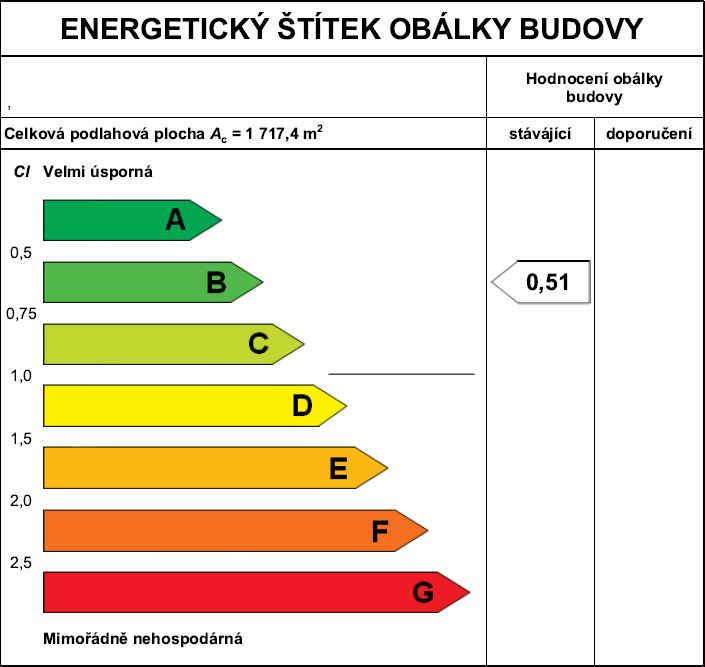 ENERGETICKÝ ŠTÍTEK OBÁLKY BUDOVY
,
Hodnocení obálky
budovy
Celková podlahová plocha Ac = 1 717,4 m2
stávající
doporučení
CI Velmi úsporná
A
0,5
B
0,51
0,75
C
1,0
D
1,5
E
2,0
F
2,5
G
Mimořádně nehospodárná